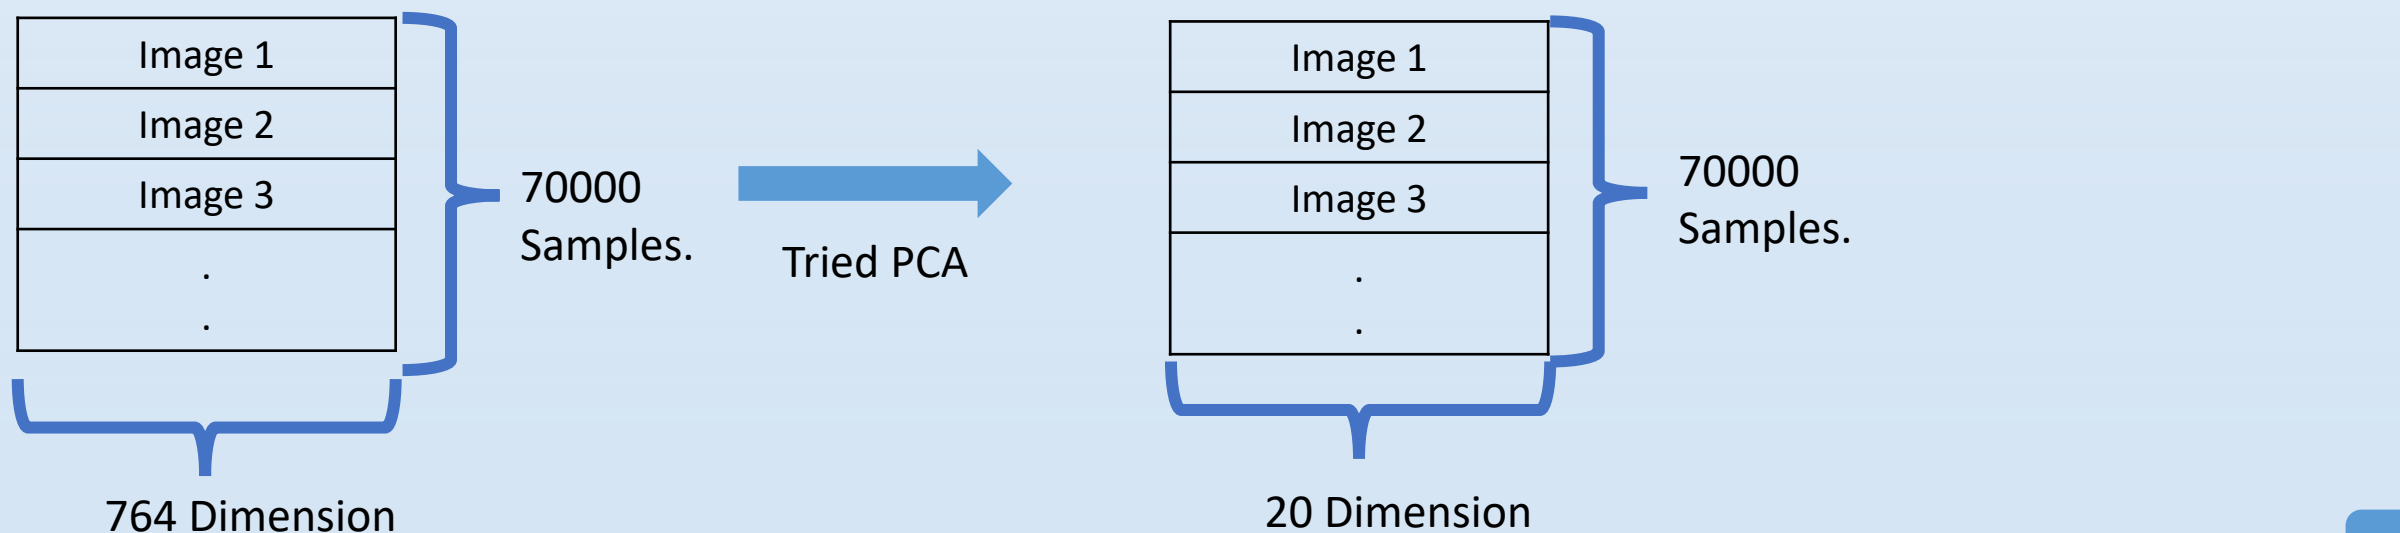 Image 1
Image 2
Image 3
.
.
70000
Samples.
764 Dimension
Tried PCA
Image 1
Image 2
Image 3
.
.
70000
Samples.
20 Dimension